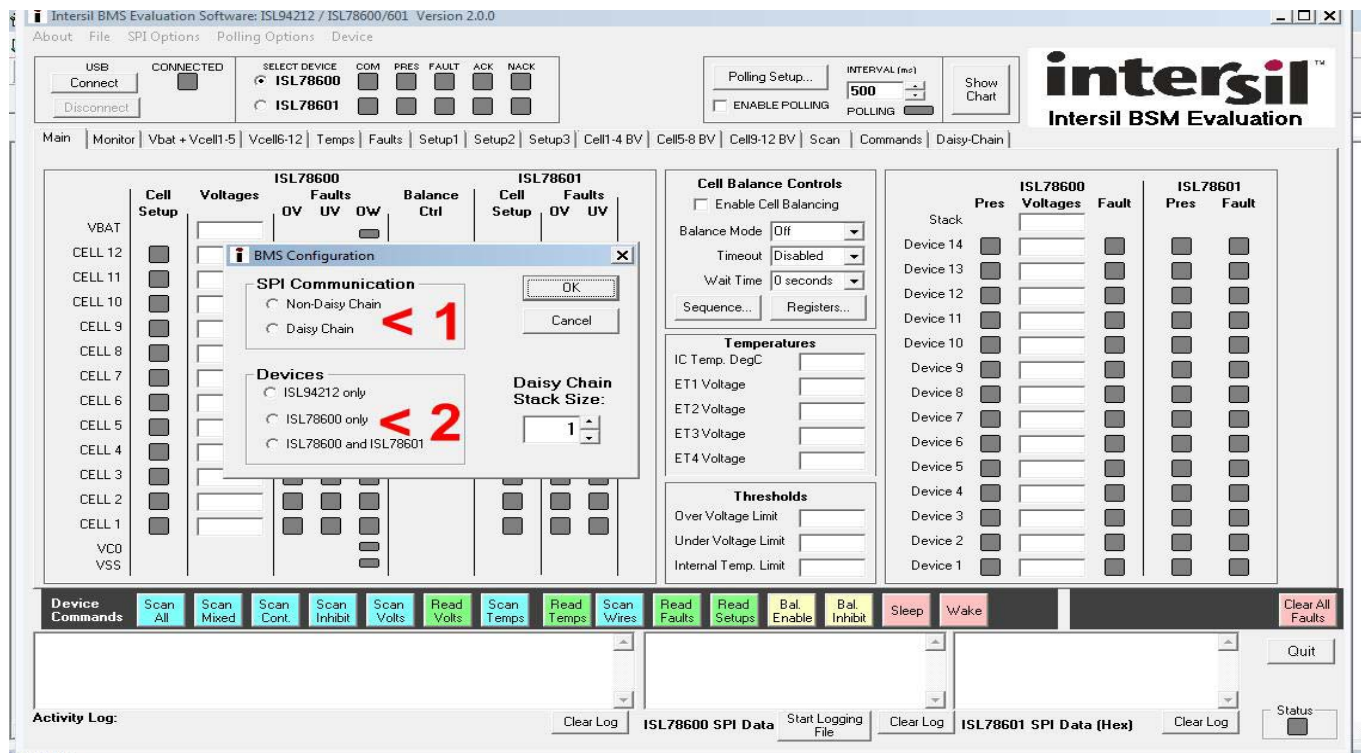 Intersil BMS Evaluation Software: ISL94212 / ISL78600/601 Version 2.0.0
About File SPI Options Polling Options Device
USB
Connect
Disconnect
CONNECTED
SELECT DEVICE COM PRES FAULT ACK NACK
ISL78600
ISL78601
Polling Setup...
ENABLE POLLING
INTERVAL (ms)
500
POLLING
Show
Chart
intersil™
Intersil BSM Evaluation
Main Monitor Vbat + Vcell1-5 Vcell6-12 Temps Faults Setup1 Setup2 Setup3 Cell1-4 BV Cell5-8 BV Cell9-12 BV Scan Commands Daisy-Chain
ISL78600
Cell
Setup
Voltages
Faults
OV UV OW
Balance
Ctrl
ISL78601
Cell
Setup
Faults
OV UV
VBAT
CELL 12
CELL 11
CELL 10
CELL 9
CELL 8
CELL 7
CELL 6
CELL 5
CELL 4
CELL 3
CELL 2
CELL 1
VC0
VSS
BMS Configuration
SPI Communication
Non-Daisy Chain
Daisy Chain
< 1
OK
Cancel
Devices
ISL94212 only
ISL78600 only
ISL78600 and ISL78601
< 2
Daisy Chain
Stack Size:
1
Cell Balance Controls
Enable Cell Balancing
Balance Mode Off
Timeout Disabled
Wait Time 0 seconds
Sequence... Registers...
Temperatures
IC Temp. DegC
ET1 Voltage
ET2 Voltage
ET3 Voltage
ET4 Voltage
Thresholds
Over Voltage Limit
Under Voltage Limit
Internal Temp. Limit
ISL78600
Pres Voltages Fault
ISL78601
Pres Fault
Stack
Device 14
Device 13
Device 12
Device 11
Device 10
Device 9
Device 8
Device 7
Device 6
Device 5
Device 4
Device 3
Device 2
Device 1
Device
Commands
Scan
All
Scan
Mixed
Scan
Cont.
Scan
Inhibit
Scan
Volts
Read
Volts
Scan
Temps
Read
Temps
Scan
Wires
Read
Faults
Read
Setups
Bal.
Enable
Bal.
Inhibit
Sleep
Wake
Clear All
Faults
Quit
Activity Log:
Clear Log
ISL78600 SPI Data
Start Logging
File
Clear Log
ISL78601 SPI Data (Hex)
Clear Log
Status